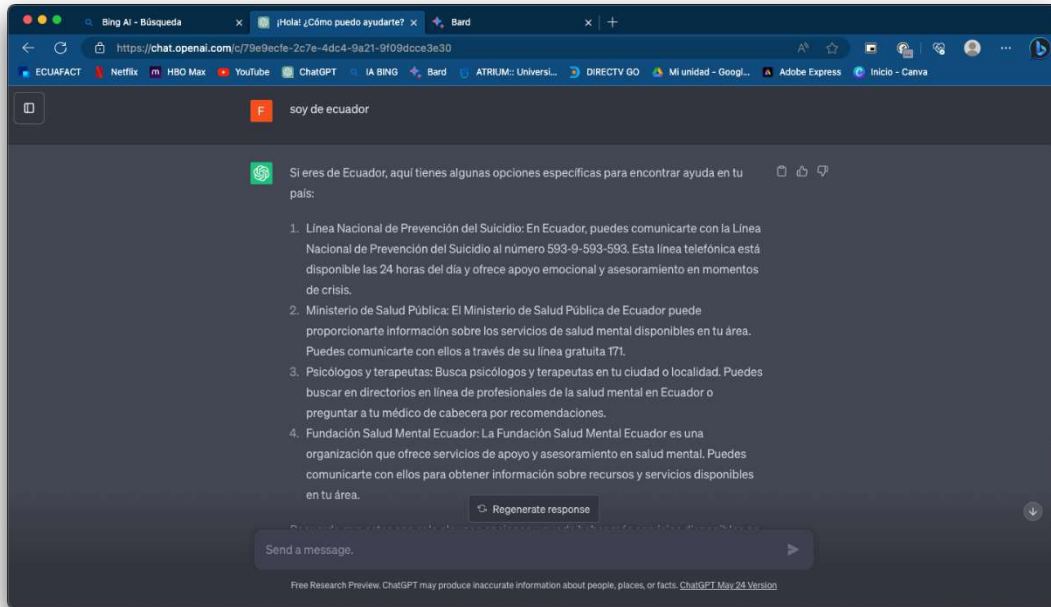 Bing AI - Búsqueda
¡Hola! ¿Cómo puedo ayudarte?
Bard
https://chat.openai.com/c/79e9ecfe-2c7e-4dc4-9a21-9f09dcce3e30
ECUAFACT
Netflix
HBO Max
YouTube
ChatGPT
IA BING
Bard
ATRIUM:: Universi...
DIRECTV GO
Mi unidad - Googl...
Adobe Express
Inicio - Canva
F
soy de ecuador
Si eres de Ecuador, aquí tienes algunas opciones específicas para encontrar ayuda en tu
país:
1. Línea Nacional de Prevención del Suicidio: En Ecuador, puedes comunicarte con la Línea
Nacional de Prevención del Suicidio al número 593-9-593-593. Esta línea telefónica está
disponible las 24 horas del día y ofrece apoyo emocional y asesoramiento en momentos
de crisis.
2. Ministerio de Salud Pública: El Ministerio de Salud Pública de Ecuador puede
proporcionarte información sobre los servicios de salud mental disponibles en tu área.
Puedes comunicarte con ellos a través de su línea gratuita 171.
3. Psicólogos y terapeutas: Busca psicólogos y terapeutas en tu ciudad o localidad. Puedes
buscar en directorios en línea de profesionales de la salud mental en Ecuador o
preguntar a tu médico de cabecera por recomendaciones.
4. Fundación Salud Mental Ecuador: La Fundación Salud Mental Ecuador es una
organización que ofrece servicios de apoyo y asesoramiento en salud mental. Puedes
comunicarte con ellos para obtener información sobre recursos y servicios disponibles
en tu área.
Regenerate response
Send a message.
Free Research Preview. ChatGPT may produce inaccurate information about people, places, or facts. ChatGPT May 24 Version